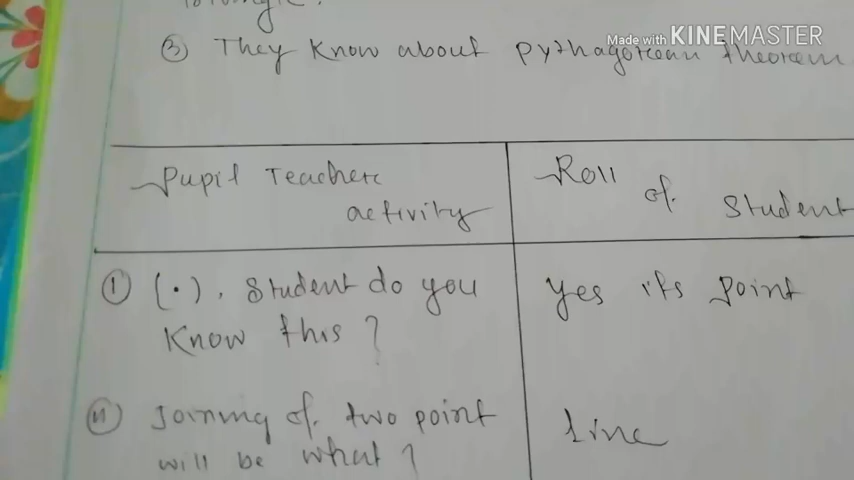 Made with KINEMASTER
③ They know about pythagorean theorem
Pupil Teacher activity
Roll of Student
① (·). Student do you know this?
yes its point
② Joining of two point will be what?
line